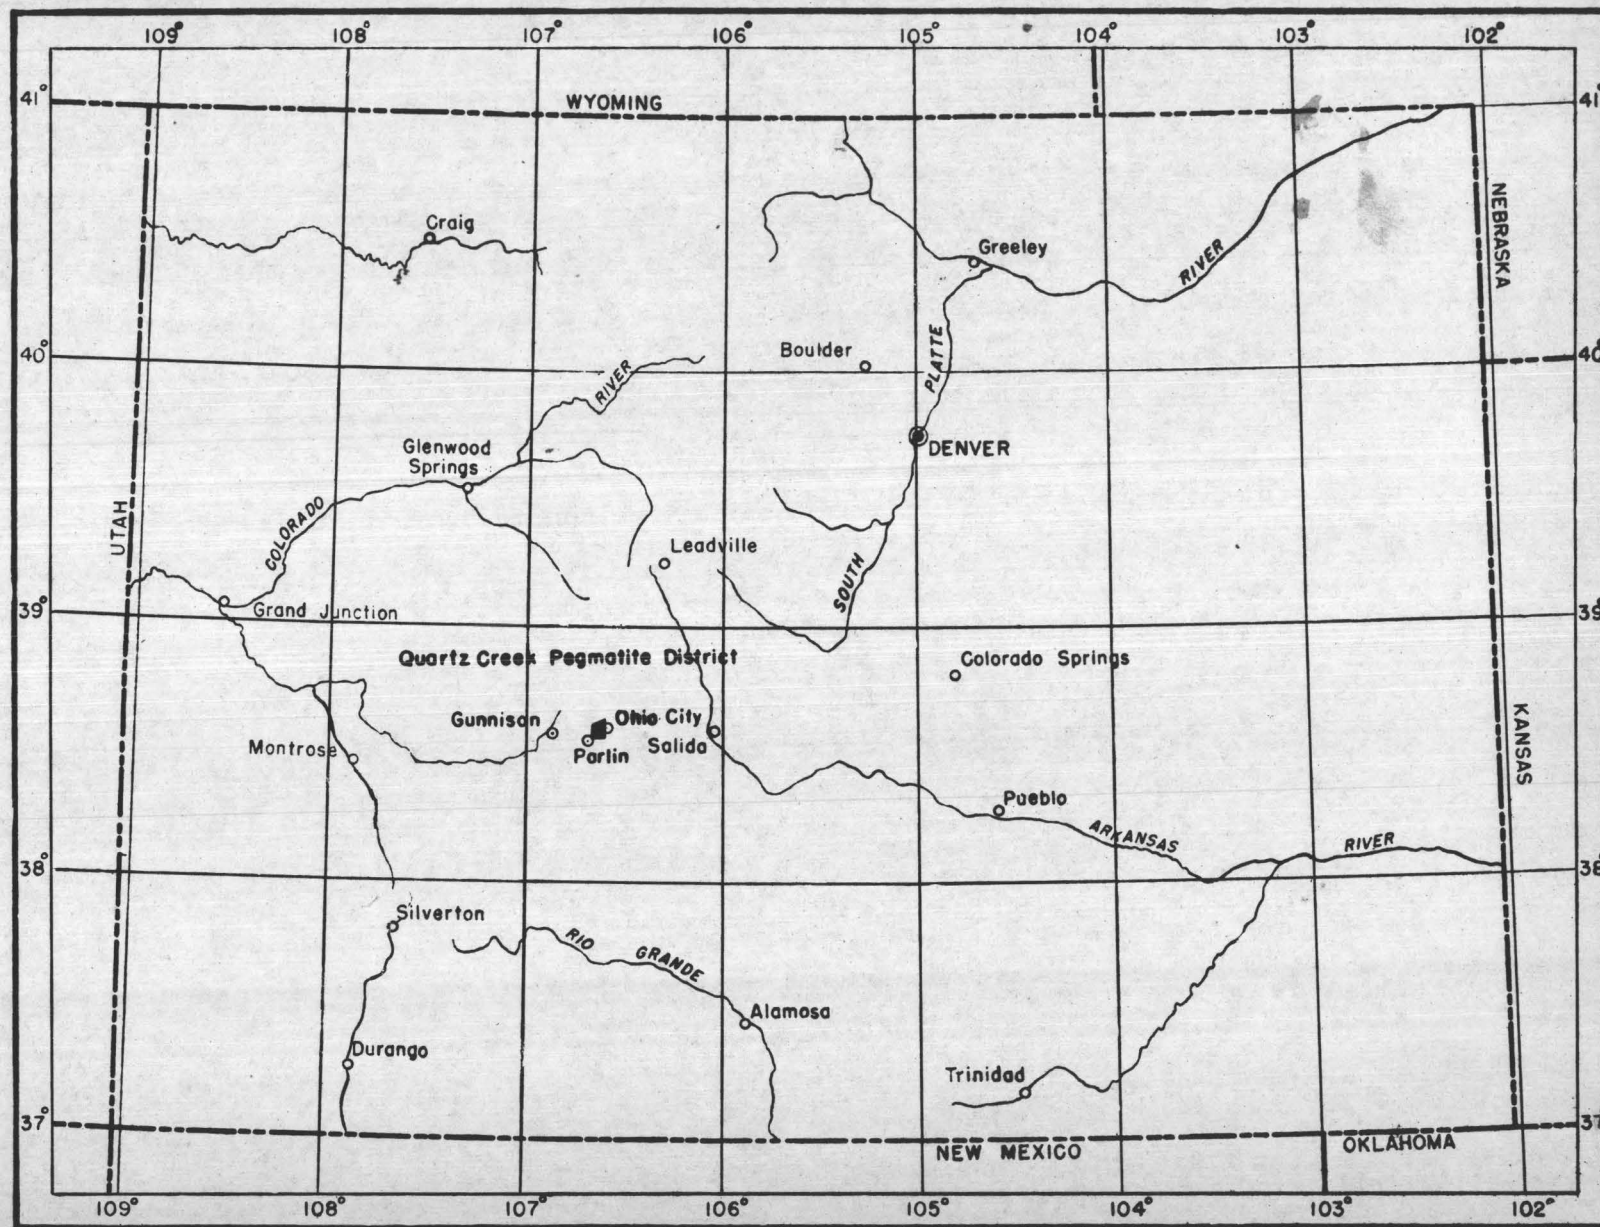 109° 108° 107° 106° 105° 104° 103° 102°
41° 41°
WYOMING
NEBRASKA
Craig
Greeley
RIVER
40° 40°
Boulder
PLATTE
RIVER
DENVER
Glenwood
Springs
UTAH
COLORADO
Leadville
SOUTH
39° 39°
Grand Junction
Quartz Creek Pegmatite District
Colorado Springs
KANSAS
Gunnison
Ohio City
Montrose
Parlin
Salida
Pueblo
ARKANSAS
RIVER
38° 38°
Silverton
RIO GRANDE
Alamosa
Durango
Trinidad
37° 37°
NEW MEXICO
OKLAHOMA
109° 108° 107° 106° 105° 104° 103° 102°